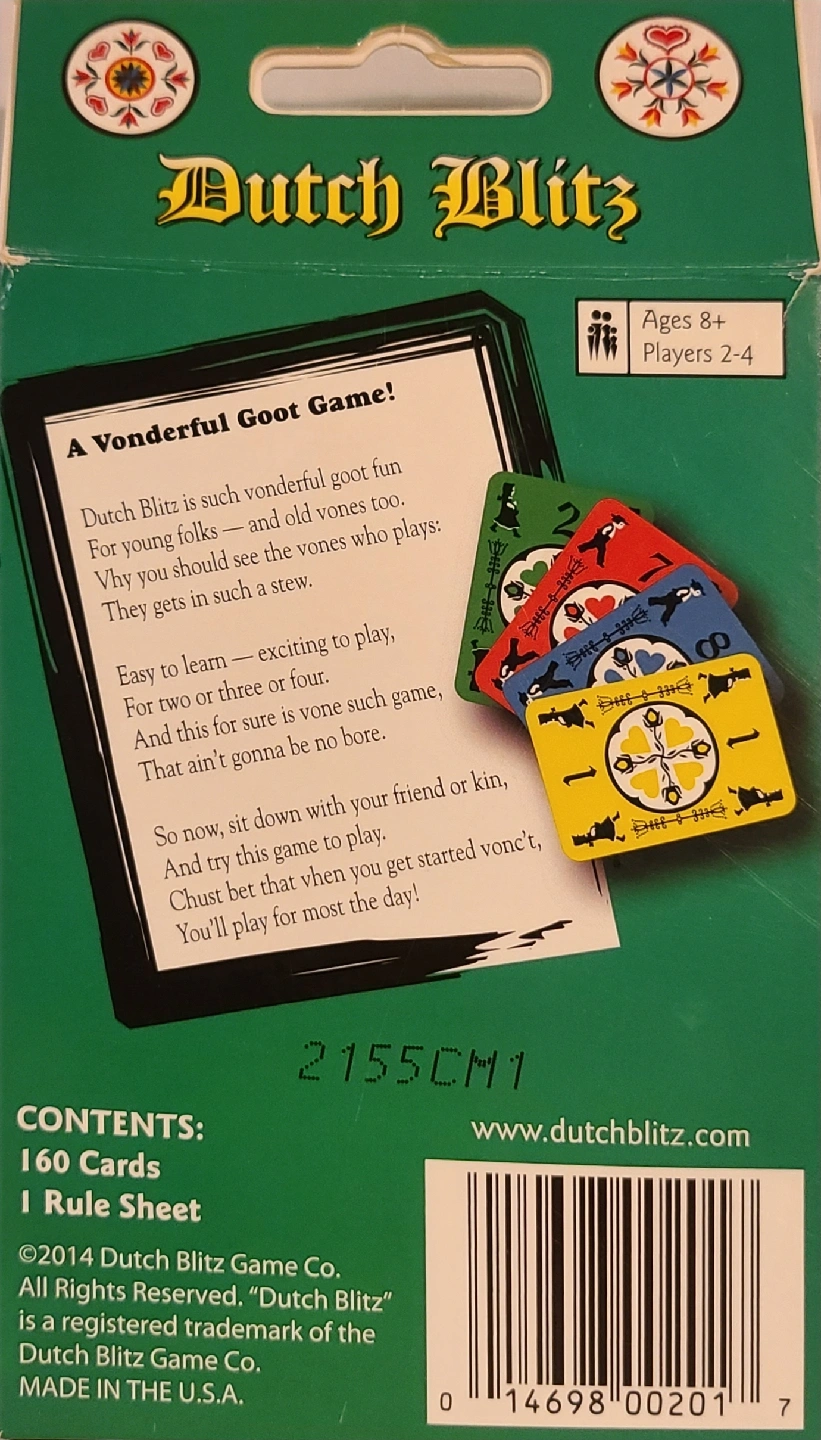 Dutch Blitz
Ages 8+
Players 2-4
A Vonderful Goot Game!
Dutch Blitz is such vonderful goot fun
For young folks — and old vones too.
Vhy you should see the vones who plays:
They gets in such a stew.
Easy to learn — exciting to play,
For two or three or four.
And this for sure is vone such game,
That ain't gonna be no bore.
So now, sit down with your friend or kin,
And try this game to play.
Chust bet that vhen you get started vonc't,
You'll play for most the day!
2
7
8
1
1
2155CM1
CONTENTS:
160 Cards
1 Rule Sheet
©2014 Dutch Blitz Game Co.
All Rights Reserved. “Dutch Blitz”
is a registered trademark of the
Dutch Blitz Game Co.
MADE IN THE U.S.A.
www.dutchblitz.com
0 14698 00201 7